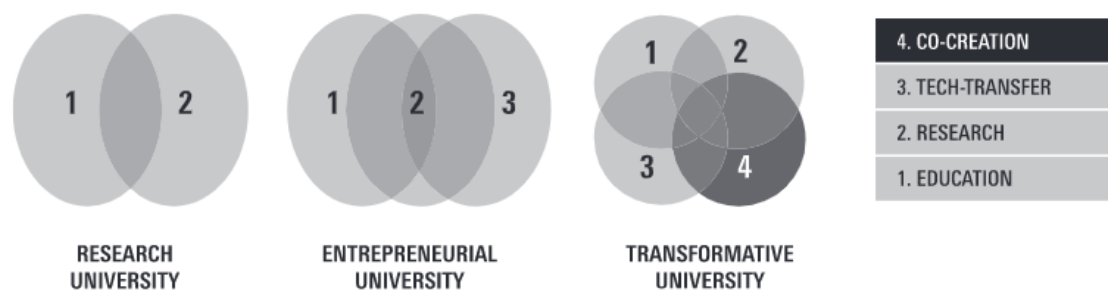 1 2
1 2 3
1 2
3 4
4. CO-CREATION
3. TECH-TRANSFER
2. RESEARCH
1. EDUCATION
RESEARCH
UNIVERSITY
ENTREPRENEURIAL
UNIVERSITY
TRANSFORMATIVE
UNIVERSITY